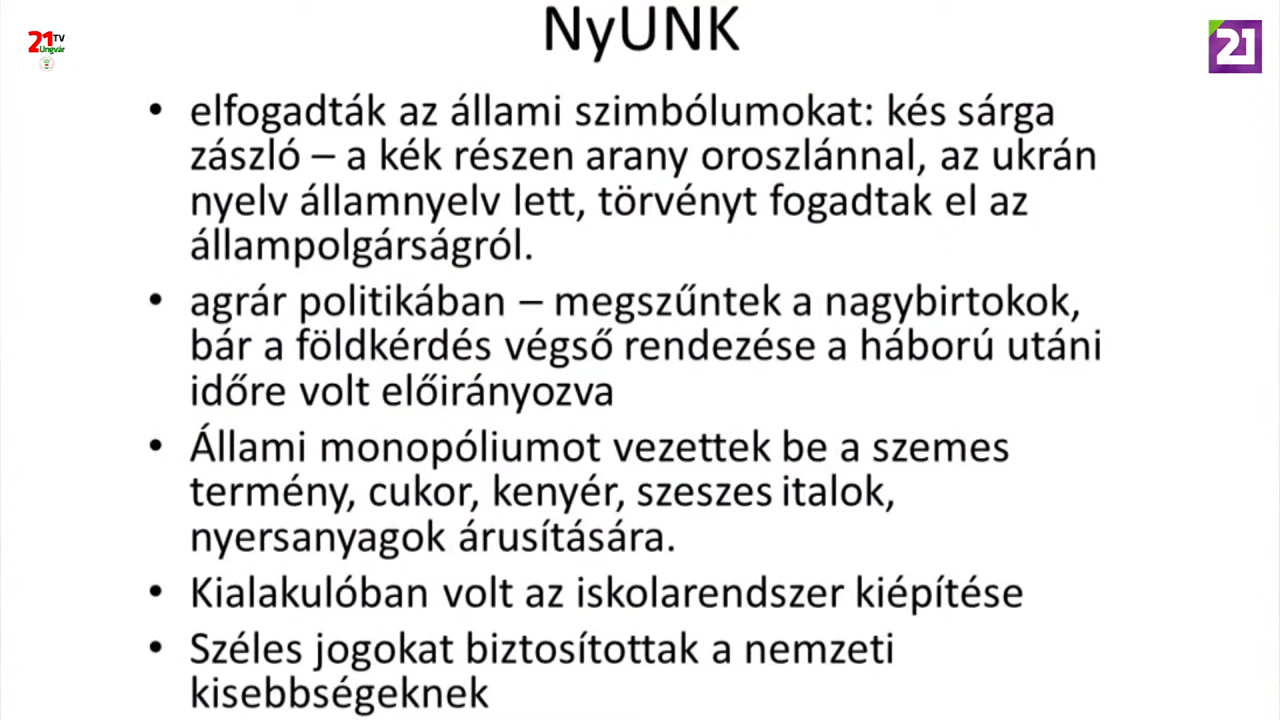 NyUNK
21 TV
Ungvár
21
• elfogadták az állami szimbólumokat: kés sárga
zászló – a kék részen arany oroszlánnal, az ukrán
nyelv államnyelv lett, törvényt fogadtak el az
állampolgárságról.
• agrár politikában – megszűntek a nagybirtokok,
bár a földkérdés végső rendezése a háború utáni
időre volt előirányozva
• Állami monopóliumot vezettek be a szemes
termény, cukor, kenyér, szeszes italok,
nyersanyagok árusítására.
• Kialakulóban volt az iskolarendszer kiépítése
• Széles jogokat biztosítottak a nemzeti
kisebbségeknek